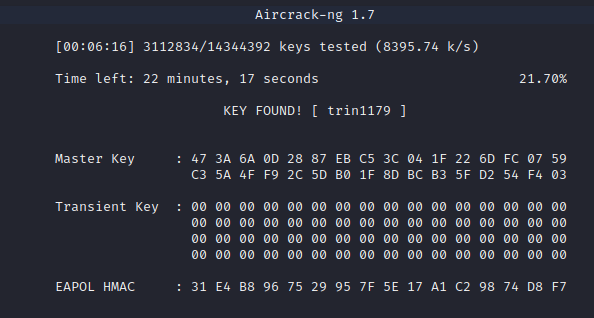 Aircrack-ng 1.7
[00:06:16] 3112834/14344392 keys tested (8395.74 k/s)
Time left: 22 minutes, 17 seconds 21.70%
KEY FOUND! [ trin1179 ]
Master Key : 47 3A 6A 0D 28 87 EB C5 3C 04 1F 22 6D FC 07 59
C3 5A 4F F9 2C 5D B0 1F 8D BC B3 5F D2 54 F4 03
Transient Key : 00 00 00 00 00 00 00 00 00 00 00 00 00 00 00 00
00 00 00 00 00 00 00 00 00 00 00 00 00 00 00 00
00 00 00 00 00 00 00 00 00 00 00 00 00 00 00 00
00 00 00 00 00 00 00 00 00 00 00 00 00 00 00 00
EAPOL HMAC : 31 E4 B8 96 75 29 95 7F 5E 17 A1 C2 98 74 D8 F7